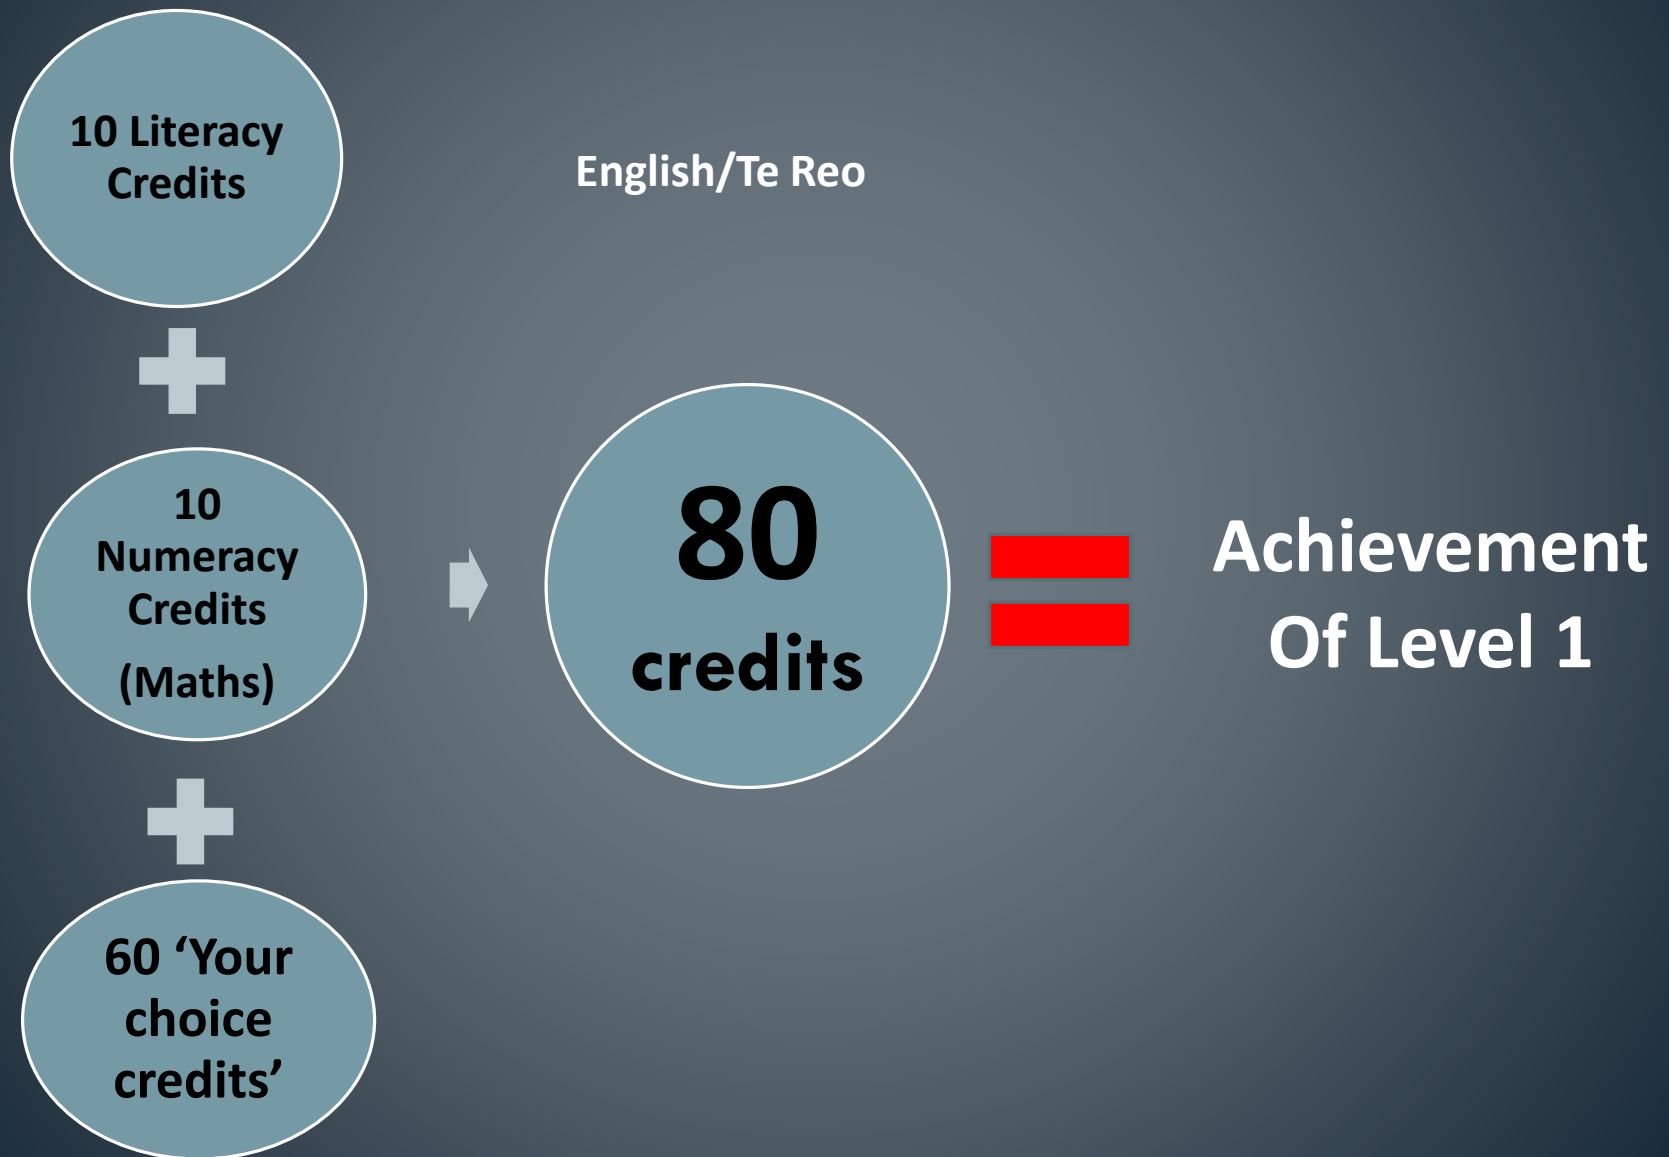 10 Literacy
Credits
English/Te Reo
10
Numeracy
Credits
(Maths)
60 ‘Your
choice
credits’
80
credits
Achievement
Of Level 1